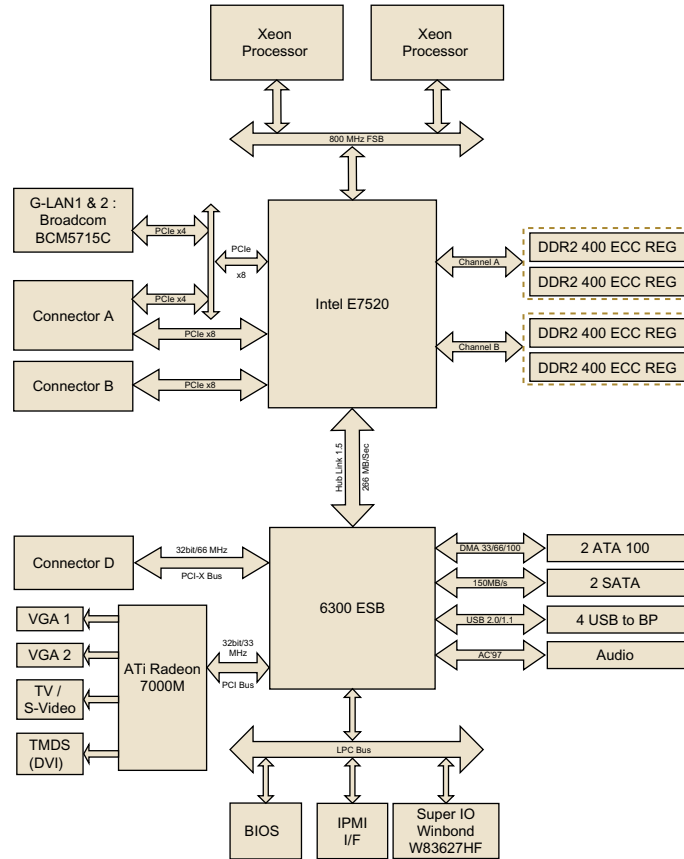 Xeon
Processor
Xeon
Processor
800 MHz FSB
G-LAN1 & 2 :
Broadcom
BCM5715C
PCIe x4
PCIe
x8
Intel E7520
Channel A
DDR2 400 ECC REG
DDR2 400 ECC REG
Connector A
PCIe x4
PCIe x8
Channel B
DDR2 400 ECC REG
DDR2 400 ECC REG
Connector B
PCIe x8
Hub Link 1.5
266 MB/Sec
Connector D
32bit/66 MHz
PCI-X Bus
6300 ESB
DMA 33/66/100
2 ATA 100
150MB/s
2 SATA
USB 2.0/1.1
4 USB to BP
AC'97
Audio
VGA 1
VGA 2
TV /
S-Video
TMDS
(DVI)
ATi Radeon
7000M
32bit/33
MHz
PCI Bus
LPC Bus
BIOS
IPMI
I/F
Super IO
Winbond
W83627HF